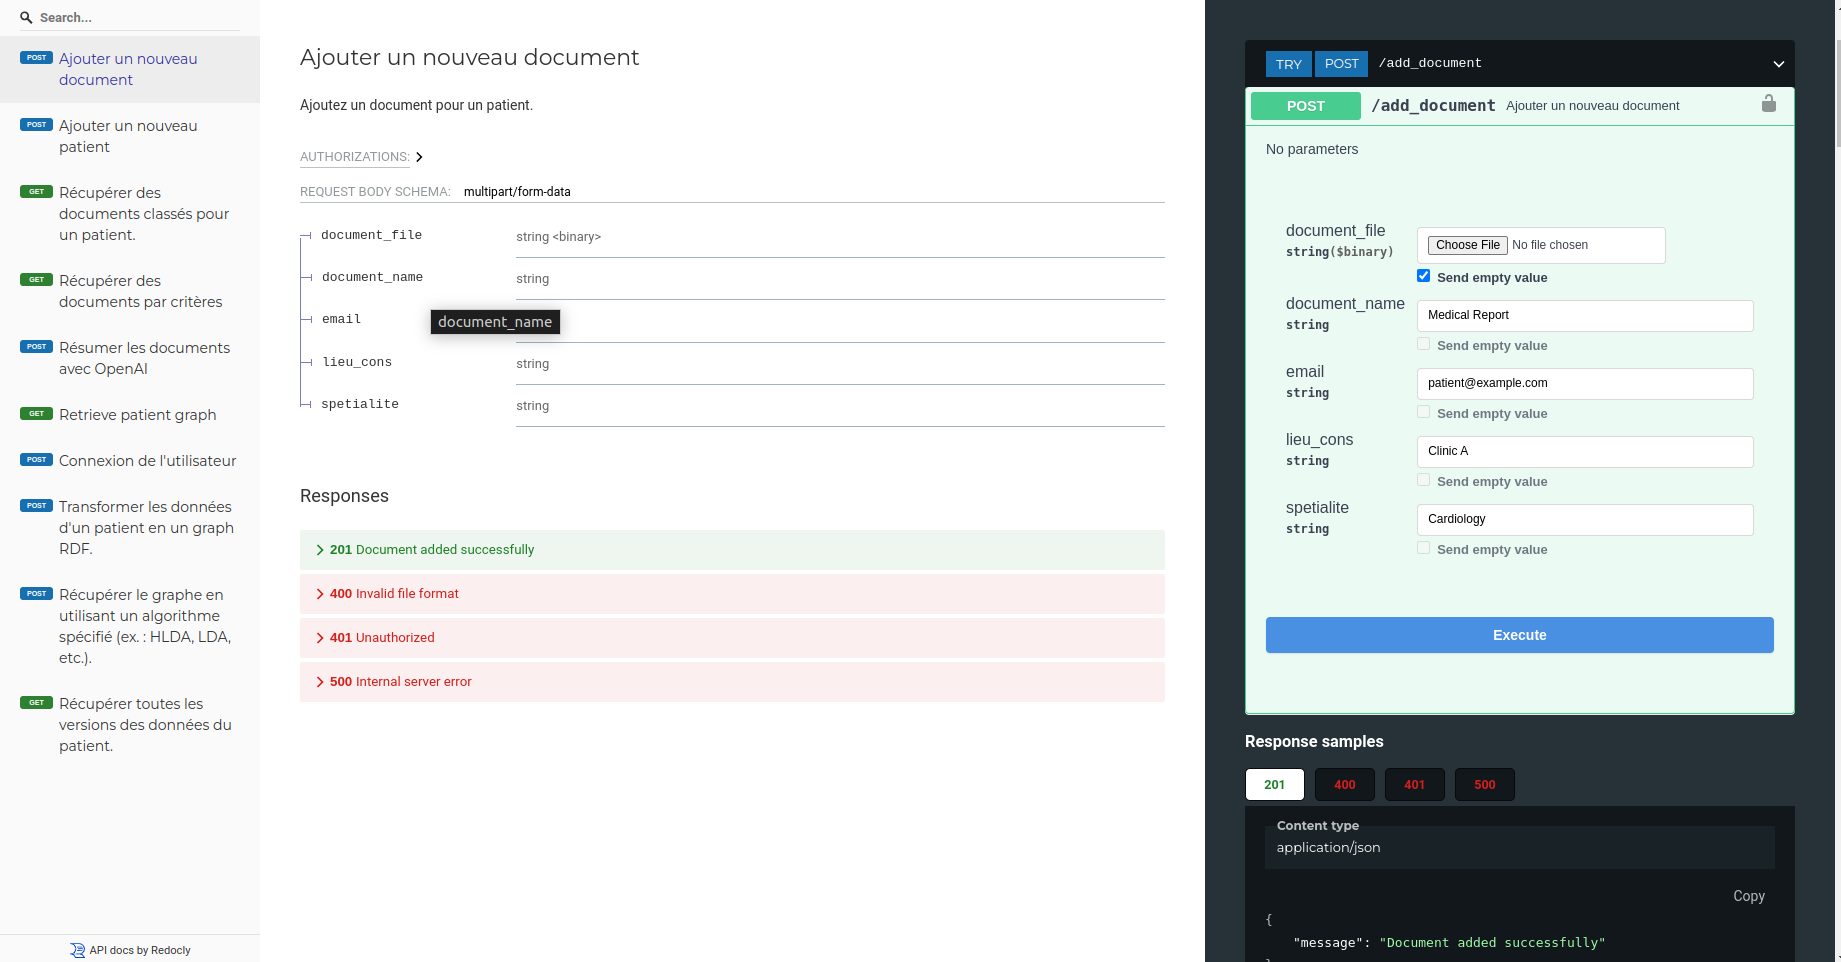 Search...
POST Ajouter un nouveau
document
POST Ajouter un nouveau
patient
GET Récupérer des
documents classés pour
un patient.
GET Récupérer des
documents par critères
POST Résumer les documents
avec OpenAI
GET Retrieve patient graph
POST Connexion de l'utilisateur
POST Transformer les données
d'un patient en un graph
RDF.
POST Récupérer le graphe en
utilisant un algorithme
spécifié (ex. : HLDA, LDA,
etc.).
GET Récupérer toutes les
versions des données du
patient.
API docs by Redocly
Ajouter un nouveau document
Ajoutez un document pour un patient.
AUTHORIZATIONS:
REQUEST BODY SCHEMA: multipart/form-data
document_file string <binary>
document_name string
email document_name
lieu_cons string
spetialite string
Responses
201 Document added successfully
400 Invalid file format
401 Unauthorized
500 Internal server error
TRY POST /add_document
POST /add_document Ajouter un nouveau document
No parameters
document_file
string($binary)
Choose File No file chosen
Send empty value
document_name
string
Medical Report
Send empty value
email
string
patient@example.com
Send empty value
lieu_cons
string
Clinic A
Send empty value
spetialite
string
Cardiology
Send empty value
Execute
Response samples
201 400 401 500
Content type
application/json
Copy
{
"message": "Document added successfully"